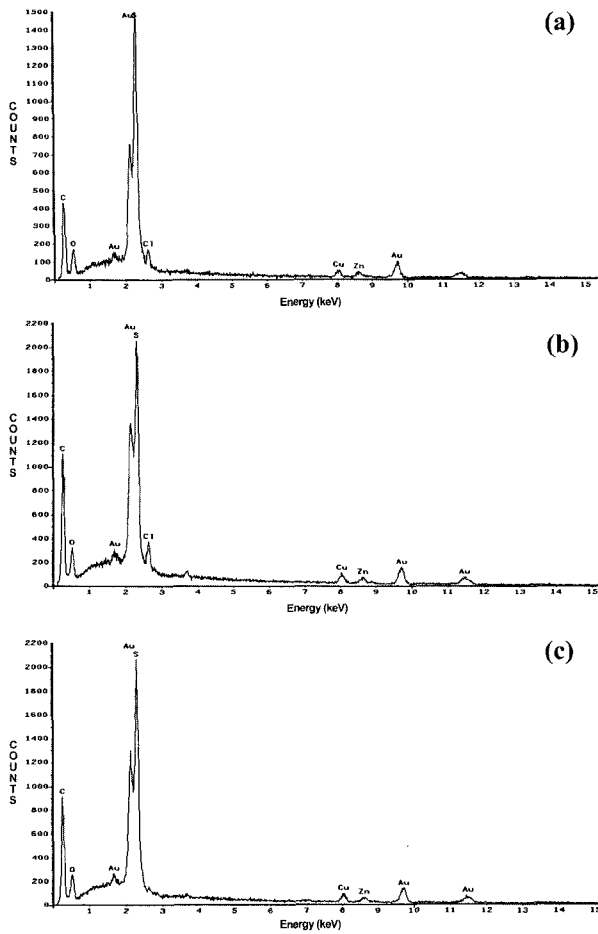 (a)
COUNTS
1500
1400
1300
1200
1100
1000
900
800
700
600
500
400
300
200
100
0
C
O
Au
Cl
Cu
Zn
Au
1 2 3 4 5 6 7 8 9 10 11 12 13 14 15
Energy (keV)
(b)
COUNTS
2200
2000
1800
1600
1400
1200
1000
800
600
400
200
0
Au
S
C
O
Au
Cl
Cu
Zn
Au
Au
1 2 3 4 5 6 7 8 9 10 11 12 13 14 15
Energy (keV)
(c)
COUNTS
2200
2000
1800
1600
1400
1200
1000
800
600
400
200
0
Au
S
C
O
Au
Cu
Zn
Au
Au
1 2 3 4 5 6 7 8 9 10 11 12 13 14 15
Energy (keV)